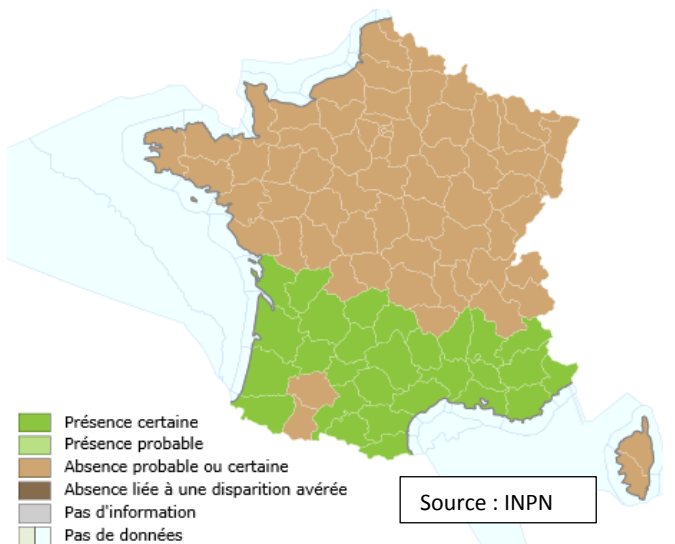 Présence certaine
Présence probable
Absence probable ou certaine
Absence liée à une disparition avérée
Pas d'information
Pas de données
Source : INPN